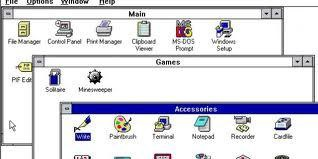 File Options Window Help
Main
File Manager Control Panel Print Manager Clipboard Viewer MS-DOS Prompt Windows Setup
Games
PIF Edit
Solitaire Minesweeper
Accessories
Write Paintbrush Terminal Notepad Recorder Cardfile